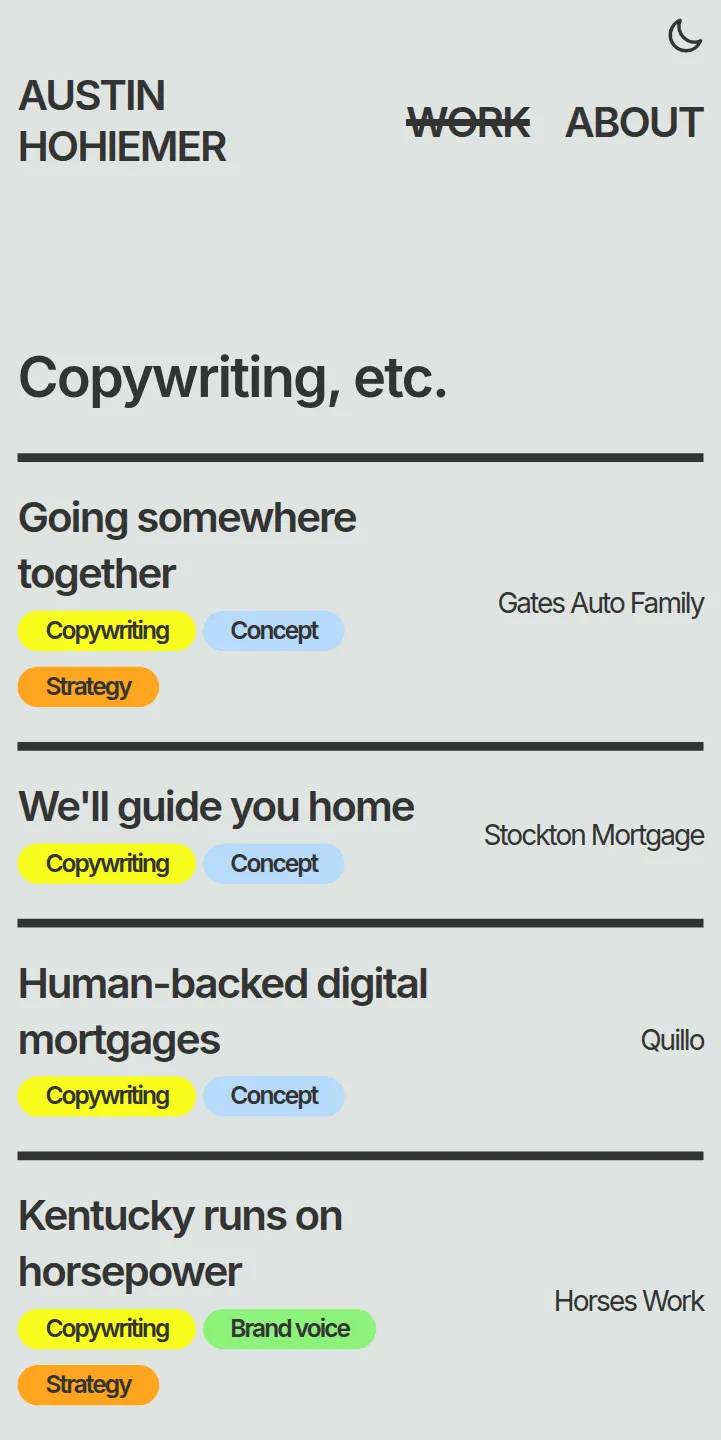 AUSTIN
HOHIEMER
WORK ABOUT
Copywriting, etc.
Going somewhere
together
Copywriting Concept
Strategy
Gates Auto Family
We'll guide you home
Copywriting Concept
Stockton Mortgage
Human-backed digital
mortgages
Copywriting Concept
Quillo
Kentucky runs on
horsepower
Copywriting Brand voice
Strategy
Horses Work